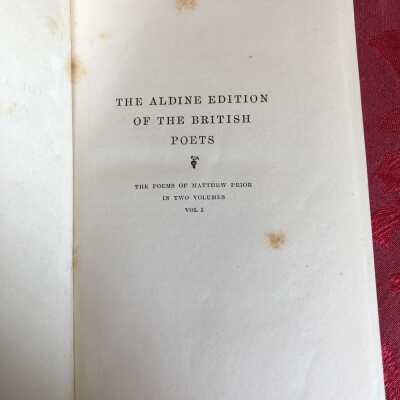 THE ALDINE EDITION
OF THE BRITISH
POETS
THE POEMS OF MATTHEW PRIOR
IN TWO VOLUMES
VOL I